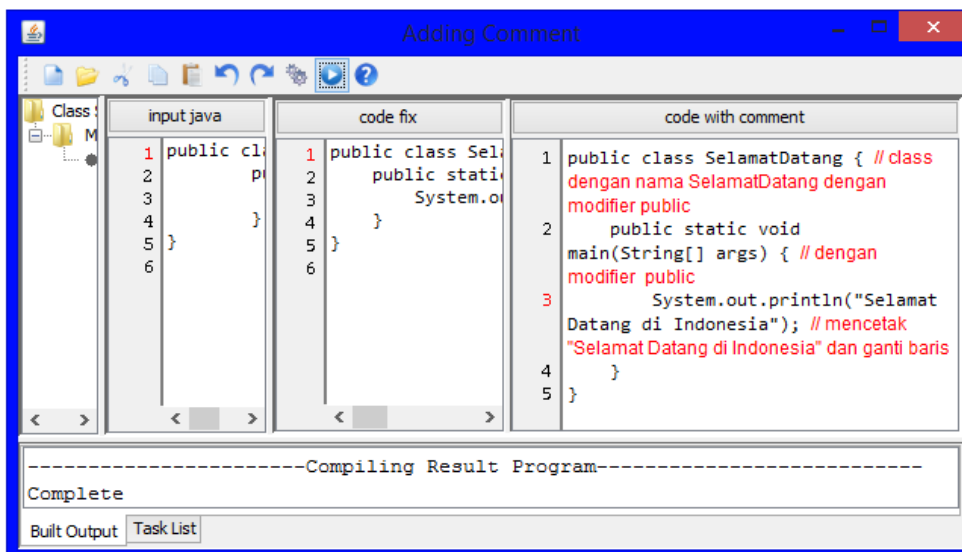 Adding Comment
Class S
M
input java
1 public cla
2 pu
3
4 }
5 }
6
code fix
1 public class Sela
2 public stati
3 System.ou
4 }
5 }
6
code with comment
1 public class SelamatDatang { // class
dengan nama SelamatDatang dengan
modifier public
2 public static void
main(String[] args) { // dengan
modifier public
3 System.out.println("Selamat
Datang di Indonesia"); // mencetak
"Selamat Datang di Indonesia" dan ganti baris
4 }
5 }
-----------------------Compiling Result Program---------------------------
Complete
Built Output
Task List